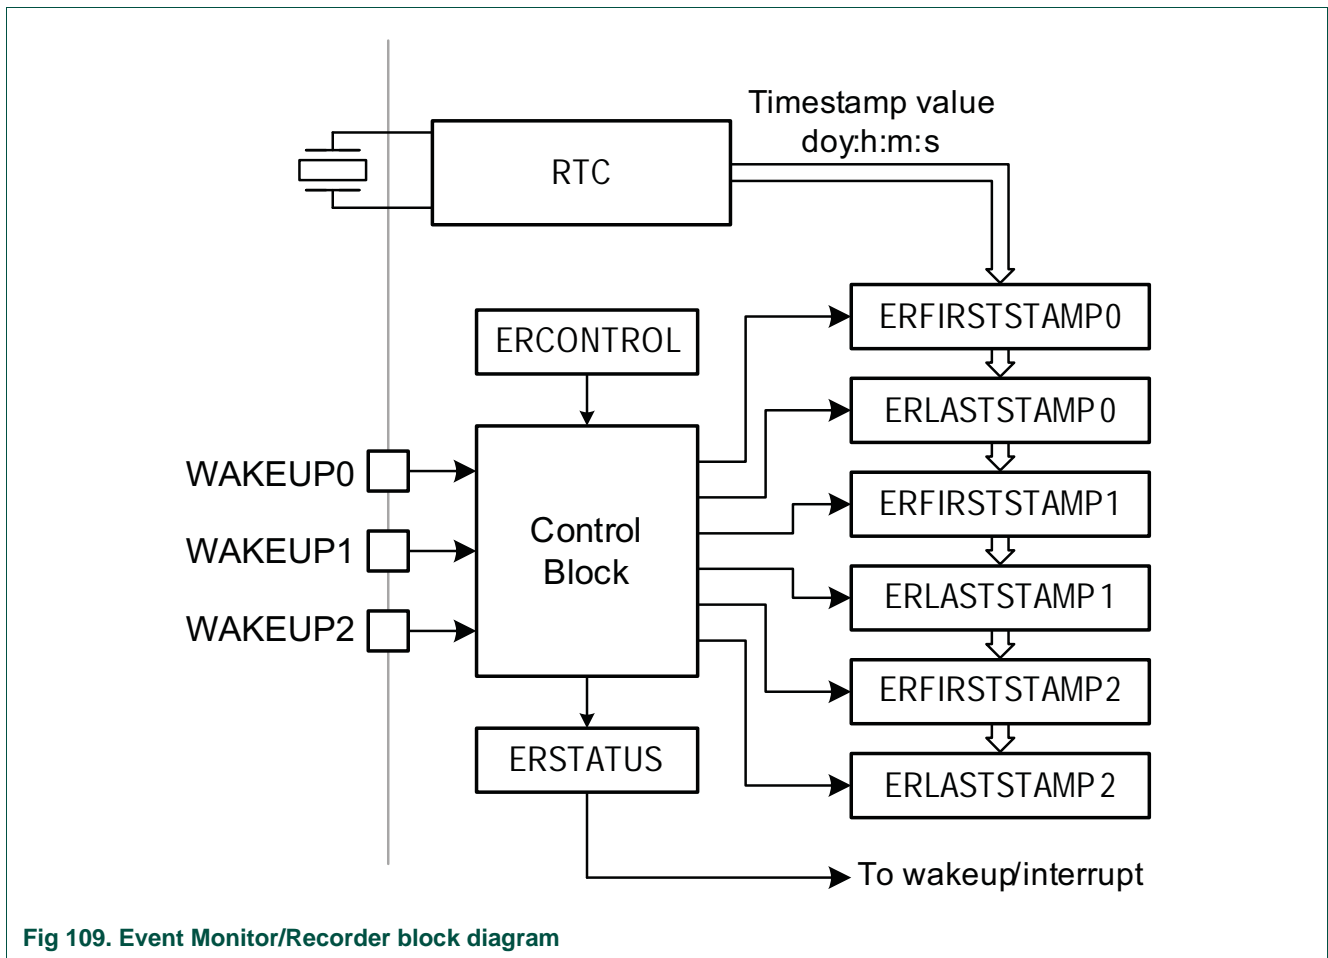 Timestamp value
doy:h:m:s
RTC
ERFIRSTSTAMP0
ERCONTROL
ERLASTSTAMP0
WAKEUP0
ERFIRSTSTAMP1
Control
Block
WAKEUP1
ERLASTSTAMP1
WAKEUP2
ERFIRSTSTAMP2
ERSTATUS
ERLASTSTAMP2
To wakeup/interrupt
Fig 109. Event Monitor/Recorder block diagram